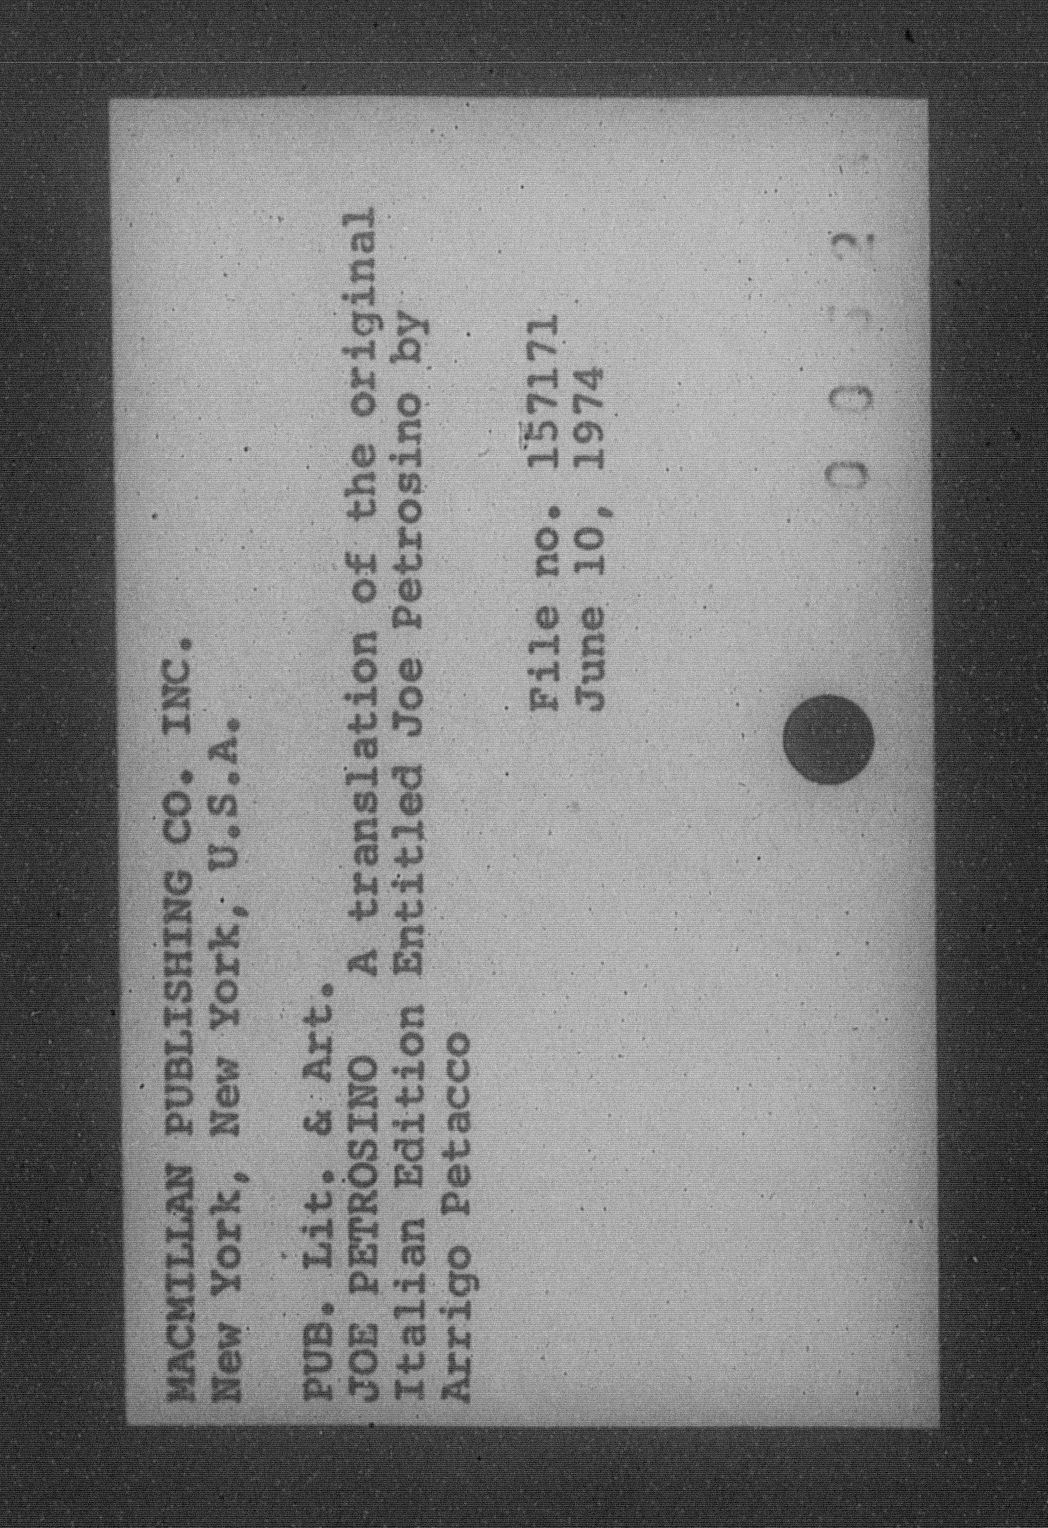 MACMILLAN PUBLISHING CO. INC.
New York, New York, U.S.A.
PUB. Lit. & Art.
JOE PETROSINO A translation of the original
Italian Edition Entitled Joe Petrosino by
Arrigo Petacco
File no. 157171
June 10, 1974